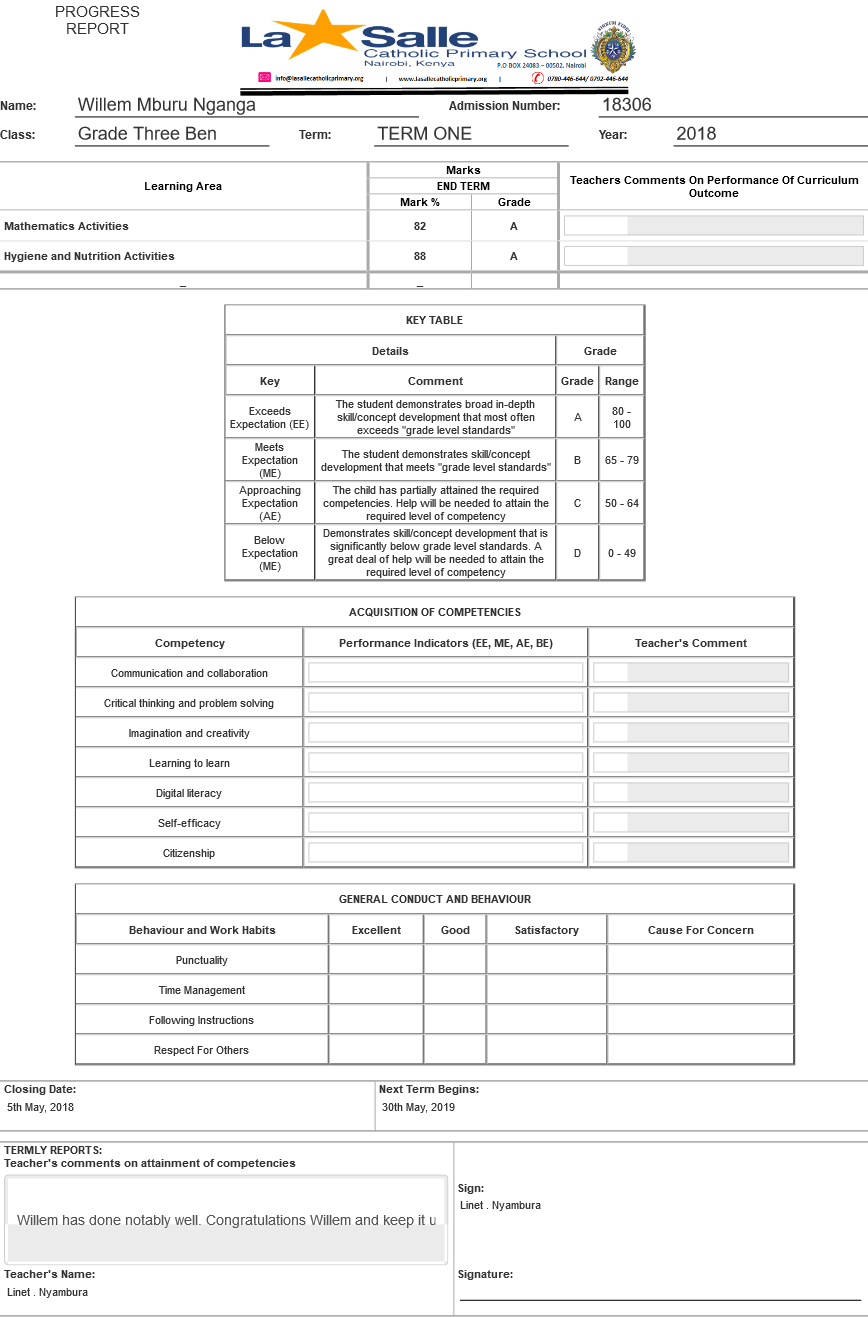 PROGRESS
REPORT
La Salle
Catholic Primary School
Nairobi, Kenya
P.O BOX 24083 – 00502, Nairobi
info@lasallecatholicprimary.org | www.lasallecatholicprimary.org | 0780-446-644/ 0792-446-644
Name: Willem Mburu Nganga Admission Number: 18306
Class: Grade Three Ben Term: TERM ONE Year: 2018
Learning Area Marks Teachers Comments On Performance Of Curriculum Outcome
END TERM
Mark % Grade
Mathematics Activities 82 A
Hygiene and Nutrition Activities 88 A
_ _
KEY TABLE
Details Grade
Key Comment Grade Range
Exceeds Expectation (EE) The student demonstrates broad in-depth skill/concept development that most often exceeds "grade level standards" A 80 - 100
Meets Expectation (ME) The student demonstrates skill/concept development that meets "grade level standards" B 65 - 79
Approaching Expectation (AE) The child has partially attained the required competencies. Help will be needed to attain the required level of competency C 50 - 64
Below Expectation (ME) Demonstrates skill/concept development that is significantly below grade level standards. A great deal of help will be needed to attain the required level of competency D 0 - 49
ACQUISITION OF COMPETENCIES
Competency Performance Indicators (EE, ME, AE, BE) Teacher's Comment
Communication and collaboration
Critical thinking and problem solving
Imagination and creativity
Learning to learn
Digital literacy
Self-efficacy
Citizenship
GENERAL CONDUCT AND BEHAVIOUR
Behaviour and Work Habits Excellent Good Satisfactory Cause For Concern
Punctuality
Time Management
Following Instructions
Respect For Others
Closing Date: Next Term Begins:
5th May, 2018 30th May, 2019
TERMLY REPORTS:
Teacher's comments on attainment of competencies
Willem has done notably well. Congratulations Willem and keep it u
Sign:
Linet . Nyambura
Teacher's Name: Signature:
Linet . Nyambura